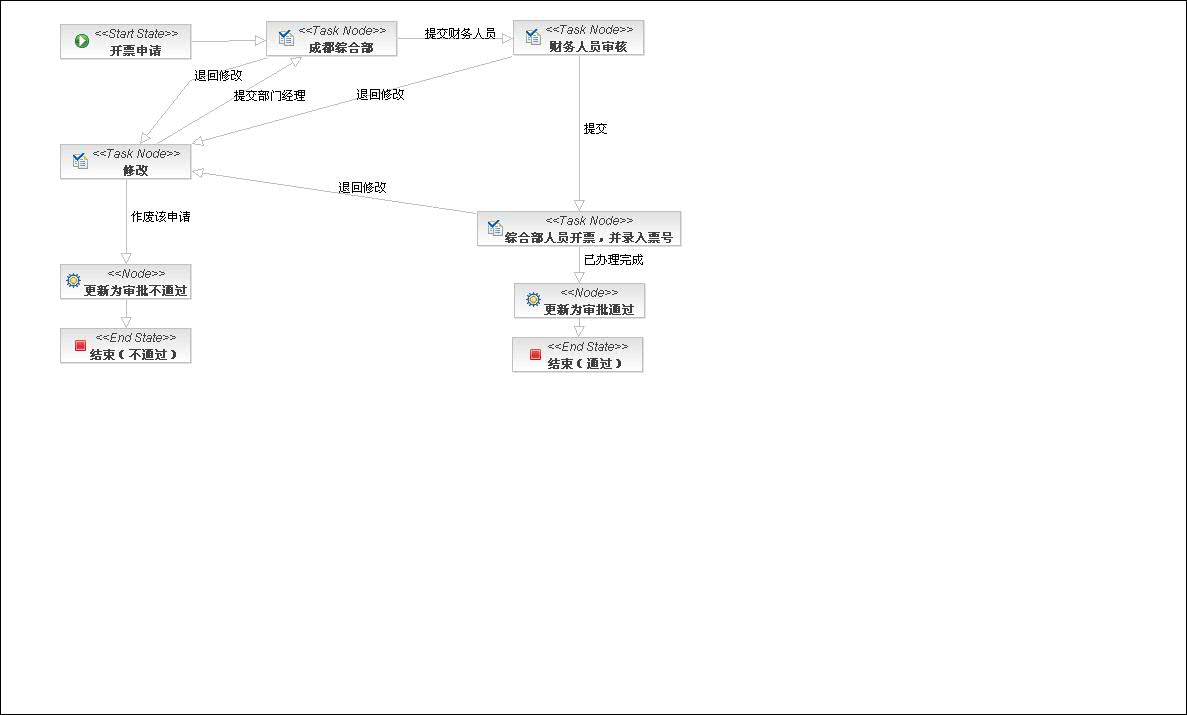 <<Start State>>
开票申请
<<Task Node>>
成都综合部
提交财务人员
<<Task Node>>
财务人员审核
退回修改
提交部门经理
退回修改
提交
<<Task Node>>
修改
退回修改
作废该申请
<<Task Node>>
综合部人员开票，并录入票号
已办理完成
<<Node>>
更新为审批不通过
<<Node>>
更新为审批通过
<<End State>>
结束（不通过）
<<End State>>
结束（通过）